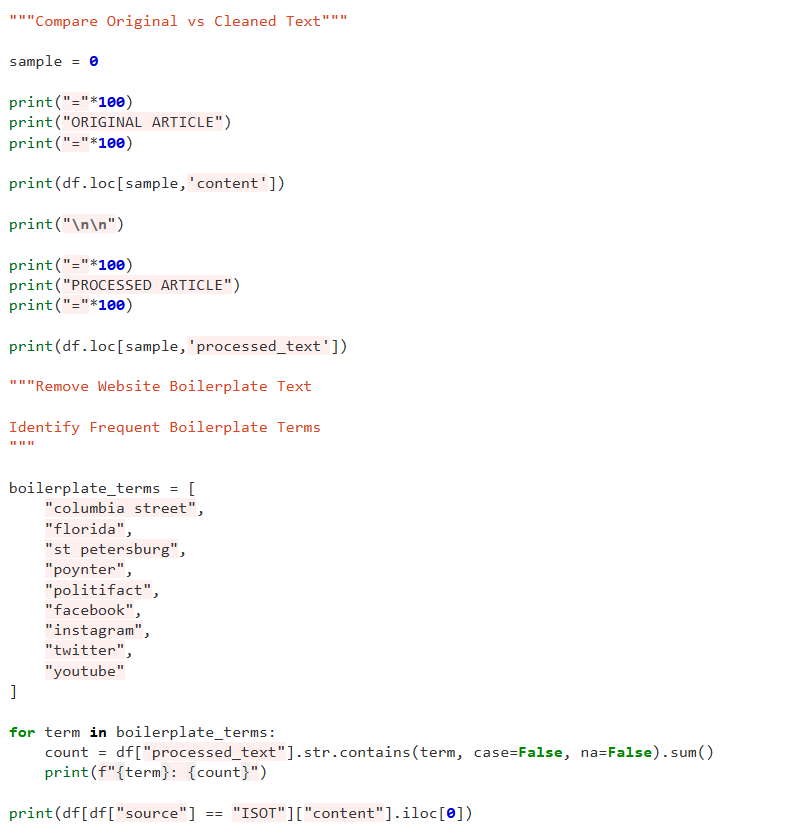 """Compare Original vs Cleaned Text"""
sample = 0
print("="*100)
print("ORIGINAL ARTICLE")
print("="*100)
print(df.loc[sample,'content'])
print("\n\n")
print("="*100)
print("PROCESSED ARTICLE")
print("="*100)
print(df.loc[sample,'processed_text'])
"""Remove Website Boilerplate Text
Identify Frequent Boilerplate Terms
"""
boilerplate_terms = [
    "columbia street",
    "florida",
    "st petersburg",
    "poynter",
    "politifact",
    "facebook",
    "instagram",
    "twitter",
    "youtube"
]
for term in boilerplate_terms:
    count = df["processed_text"].str.contains(term, case=False, na=False).sum()
    print(f"{term}: {count}")
print(df[df["source"] == "ISOT"]["content"].iloc[0])